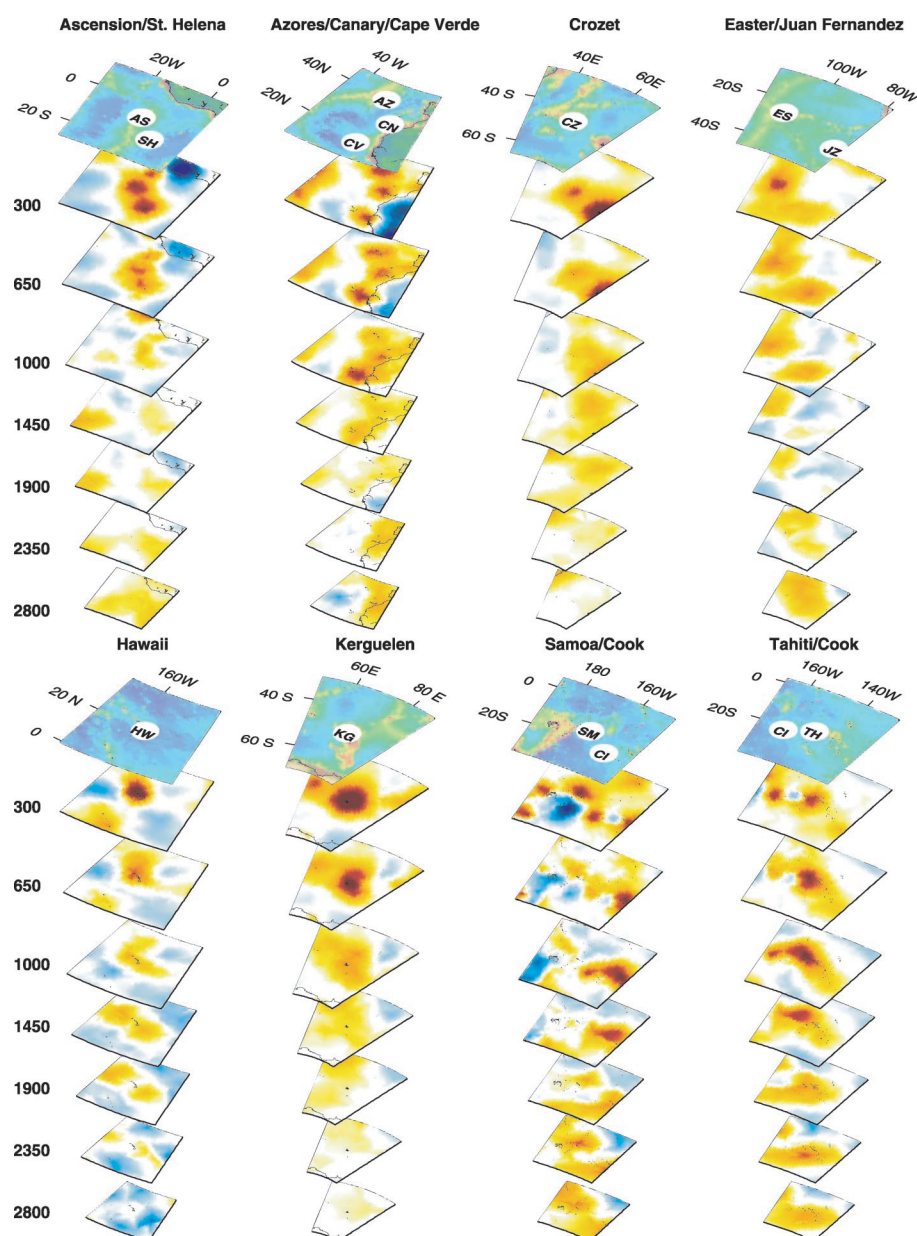 Ascension/St. Helena
Azores/Canary/Cape Verde
Crozet
Easter/Juan Fernandez
20W
0
0
20 S
AS
SH
40 W
40N
20N
AZ
CN
CV
40E
60E
40 S
60 S
CZ
100W
80W
20S
40S
ES
JZ
300
650
1000
1450
1900
2350
2800
Hawaii
Kerguelen
Samoa/Cook
Tahiti/Cook
160W
20 N
0
HW
60E
80 E
40 S
60 S
KG
180
160W
0
20S
SM
CI
160W
140W
0
20S
CI
TH
300
650
1000
1450
1900
2350
2800